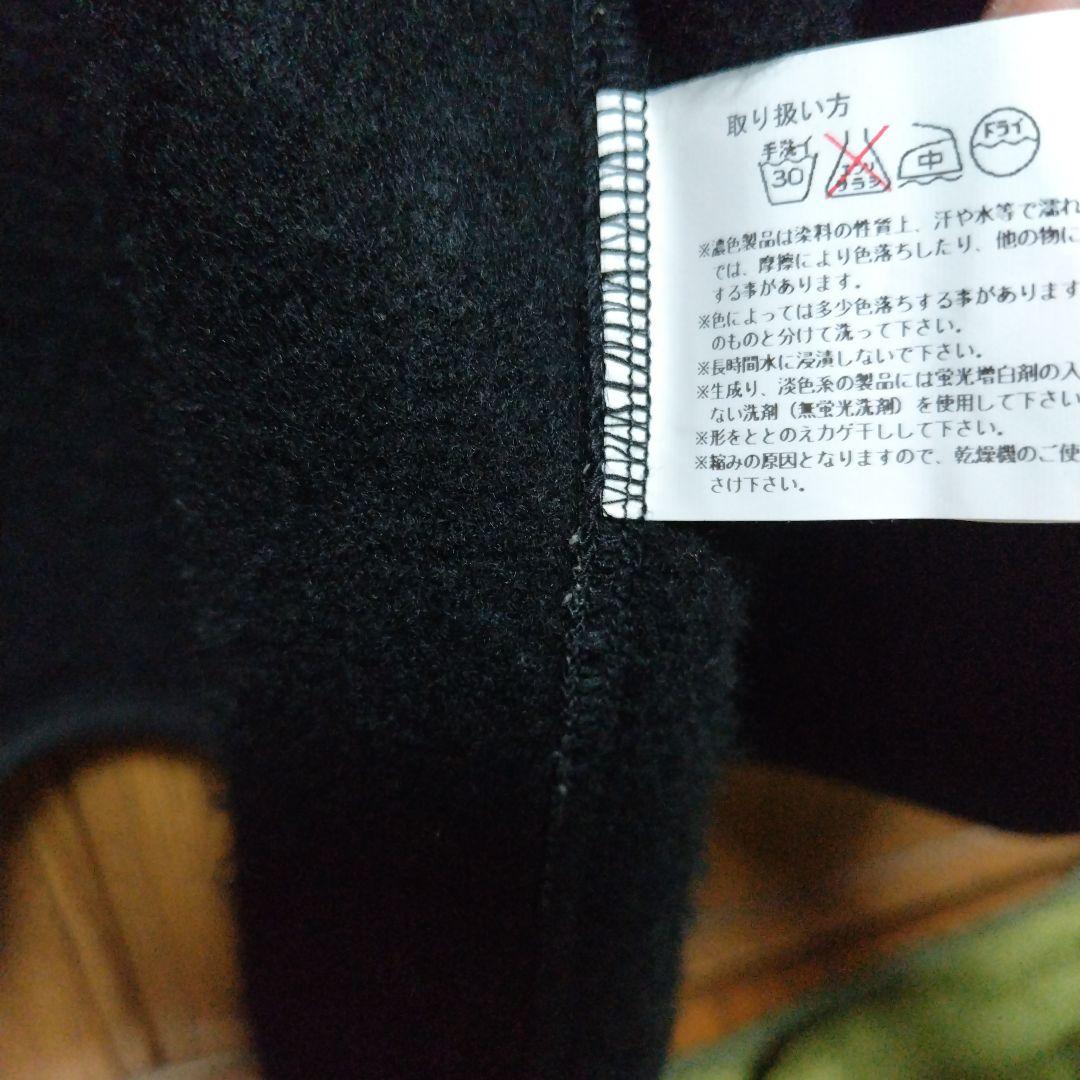 取り扱い方
手洗イ 30 エンソ サラシ 中 ドライ
※濃色製品は染料の性質上、汗や水等で濡れ
では、摩擦により色落ちしたり、他の物に
する事があります。
※色によっては多少色落ちする事があります
のものと分けて洗って下さい。
※長時間水に浸漬しないで下さい。
※生成り、淡色系の製品には蛍光増白剤の入
ない洗剤（無蛍光洗剤）を使用して下さい
※形をととのえカゲ干しして下さい。
※縮みの原因となりますので、乾燥機のご使
さけ下さい。